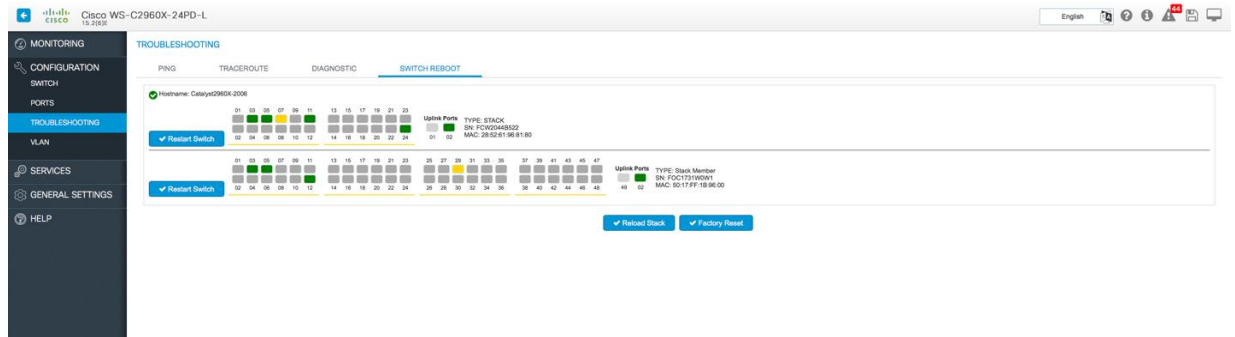 CISCO
Cisco WS-C2960X-24PD-L
15.2(6)E
English
44
MONITORING
CONFIGURATION
SWITCH
PORTS
TROUBLESHOOTING
VLAN
SERVICES
GENERAL SETTINGS
HELP
TROUBLESHOOTING
PING TRACEROUTE DIAGNOSTIC SWITCH REBOOT
Hostname: Catalyst2960X-2006
01 03 05 07 09 11 13 15 17 19 21 23
Uplink Ports
TYPE: STACK
SN: FCW2044B522
MAC: 28:52:61:96:81:80
Restart Switch
02 04 06 08 10 12 14 16 18 20 22 24 01 02
01 03 05 07 09 11 13 15 17 19 21 23 25 27 29 31 33 35 37 39 41 43 45 47
Uplink Ports
TYPE: Stack Member
SN: FOC1731W0W1
MAC: 50:17:FF:1B:96:00
Restart Switch
02 04 06 08 10 12 14 16 18 20 22 24 26 28 30 32 34 36 38 40 42 44 46 48 49 02
Reload Stack Factory Reset